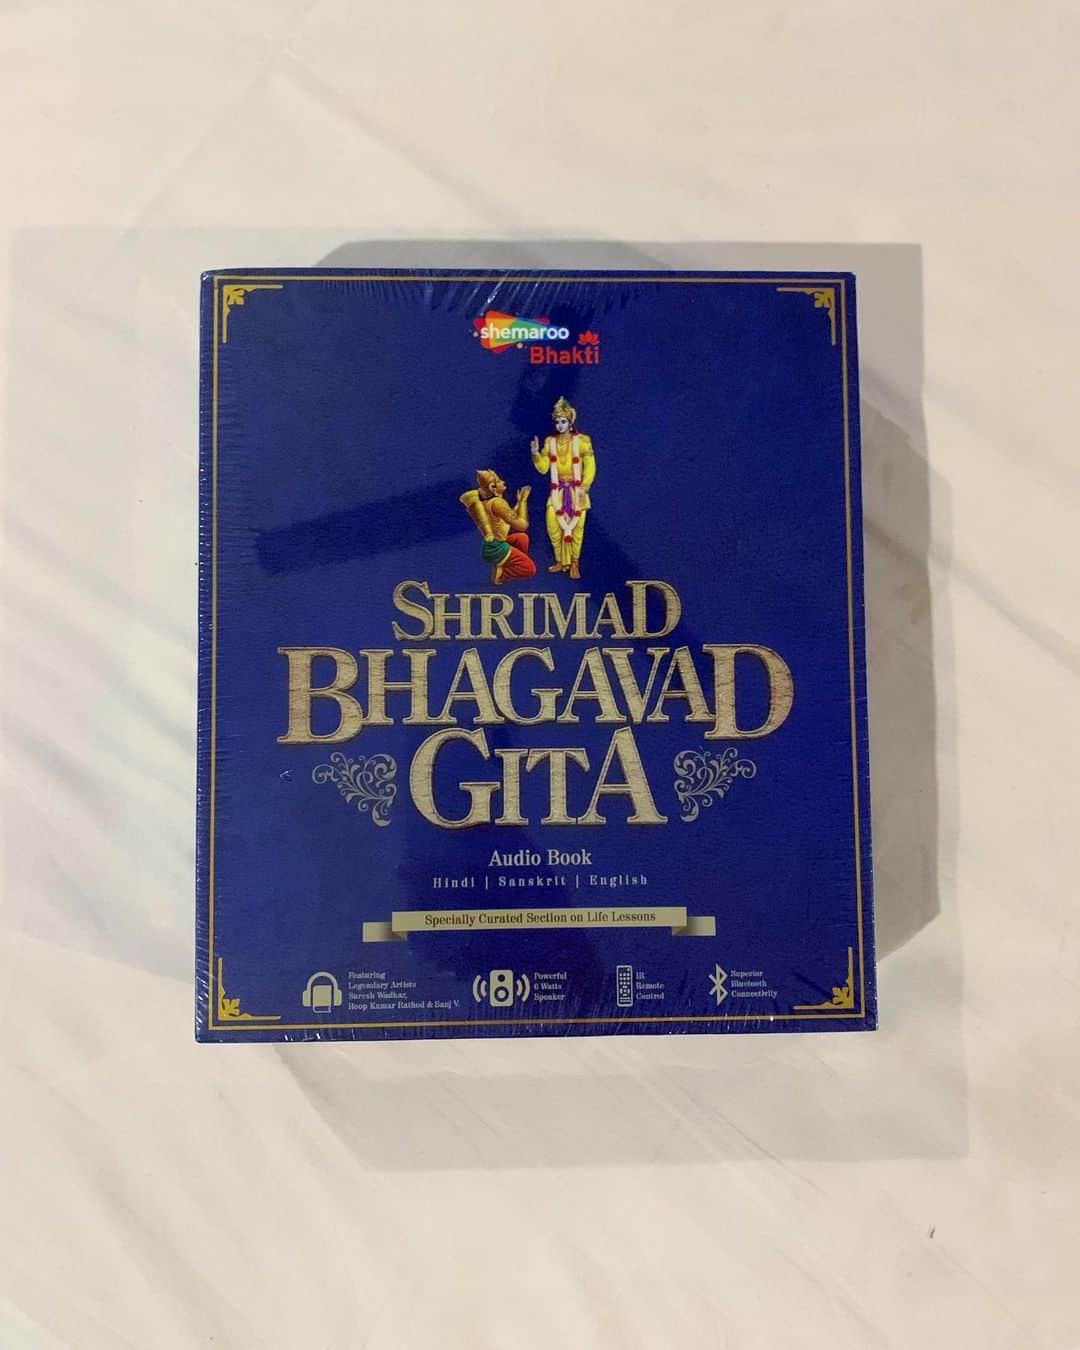 shemaroo
Bhakti
SHRIMAD
BHAGAVAD
GITA
Audio Book
Hindi | Sanskrit | English
Specially Curated Section on Life Lessons
Featuring
Legendary Artists
Suresh Wadkar,
Roop Kumar Rathod & Sanj V.
Powerful
6 Watts
Speaker
IR
Remote
Control
Superior
Bluetooth
Connectivity